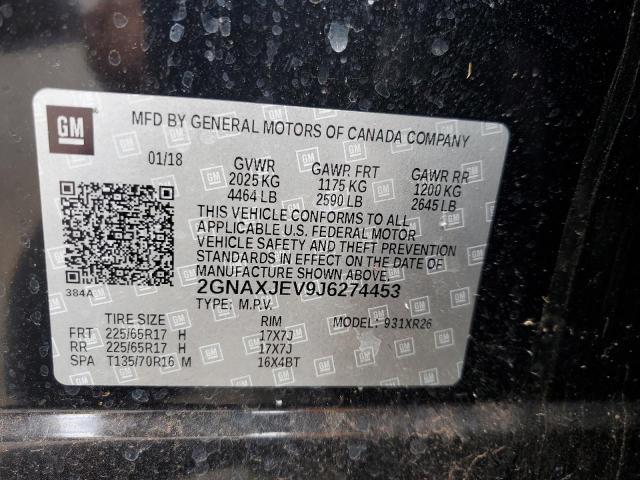 GM
MFD BY GENERAL MOTORS OF CANADA COMPANY
01/18 GVWR GAWR FRT GAWR RR
2025 KG 1175 KG 1200 KG
4464 LB 2590 LB 2645 LB
THIS VEHICLE CONFORMS TO ALL
APPLICABLE U.S. FEDERAL MOTOR
VEHICLE SAFETY AND THEFT PREVENTION
STANDARDS IN EFFECT ON THE DATE OF
MANUFACTURE SHOWN ABOVE.
384A 2GNAXJEV9J6274453
TYPE: M.P.V.
TIRE SIZE RIM MODEL: 931XR26
FRT 225/65R17 H 17X7J
RR 225/65R17 H 17X7J
SPA T135/70R16 M 16X4BT